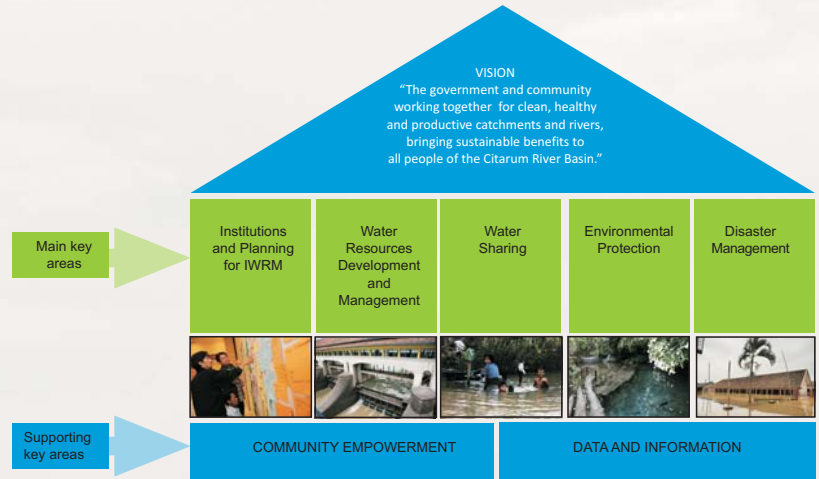 VISION
“The government and community
working together for clean, healthy
and productive catchments and rivers,
bringing sustainable benefits to
all people of the Citarum River Basin.”
Main key
areas
Institutions
and Planning
for IWRM
Water
Resources
Development
and
Management
Water
Sharing
Environmental
Protection
Disaster
Management
Supporting
key areas
COMMUNITY EMPOWERMENT
DATA AND INFORMATION